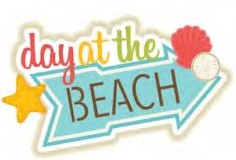 day at the
BEACH